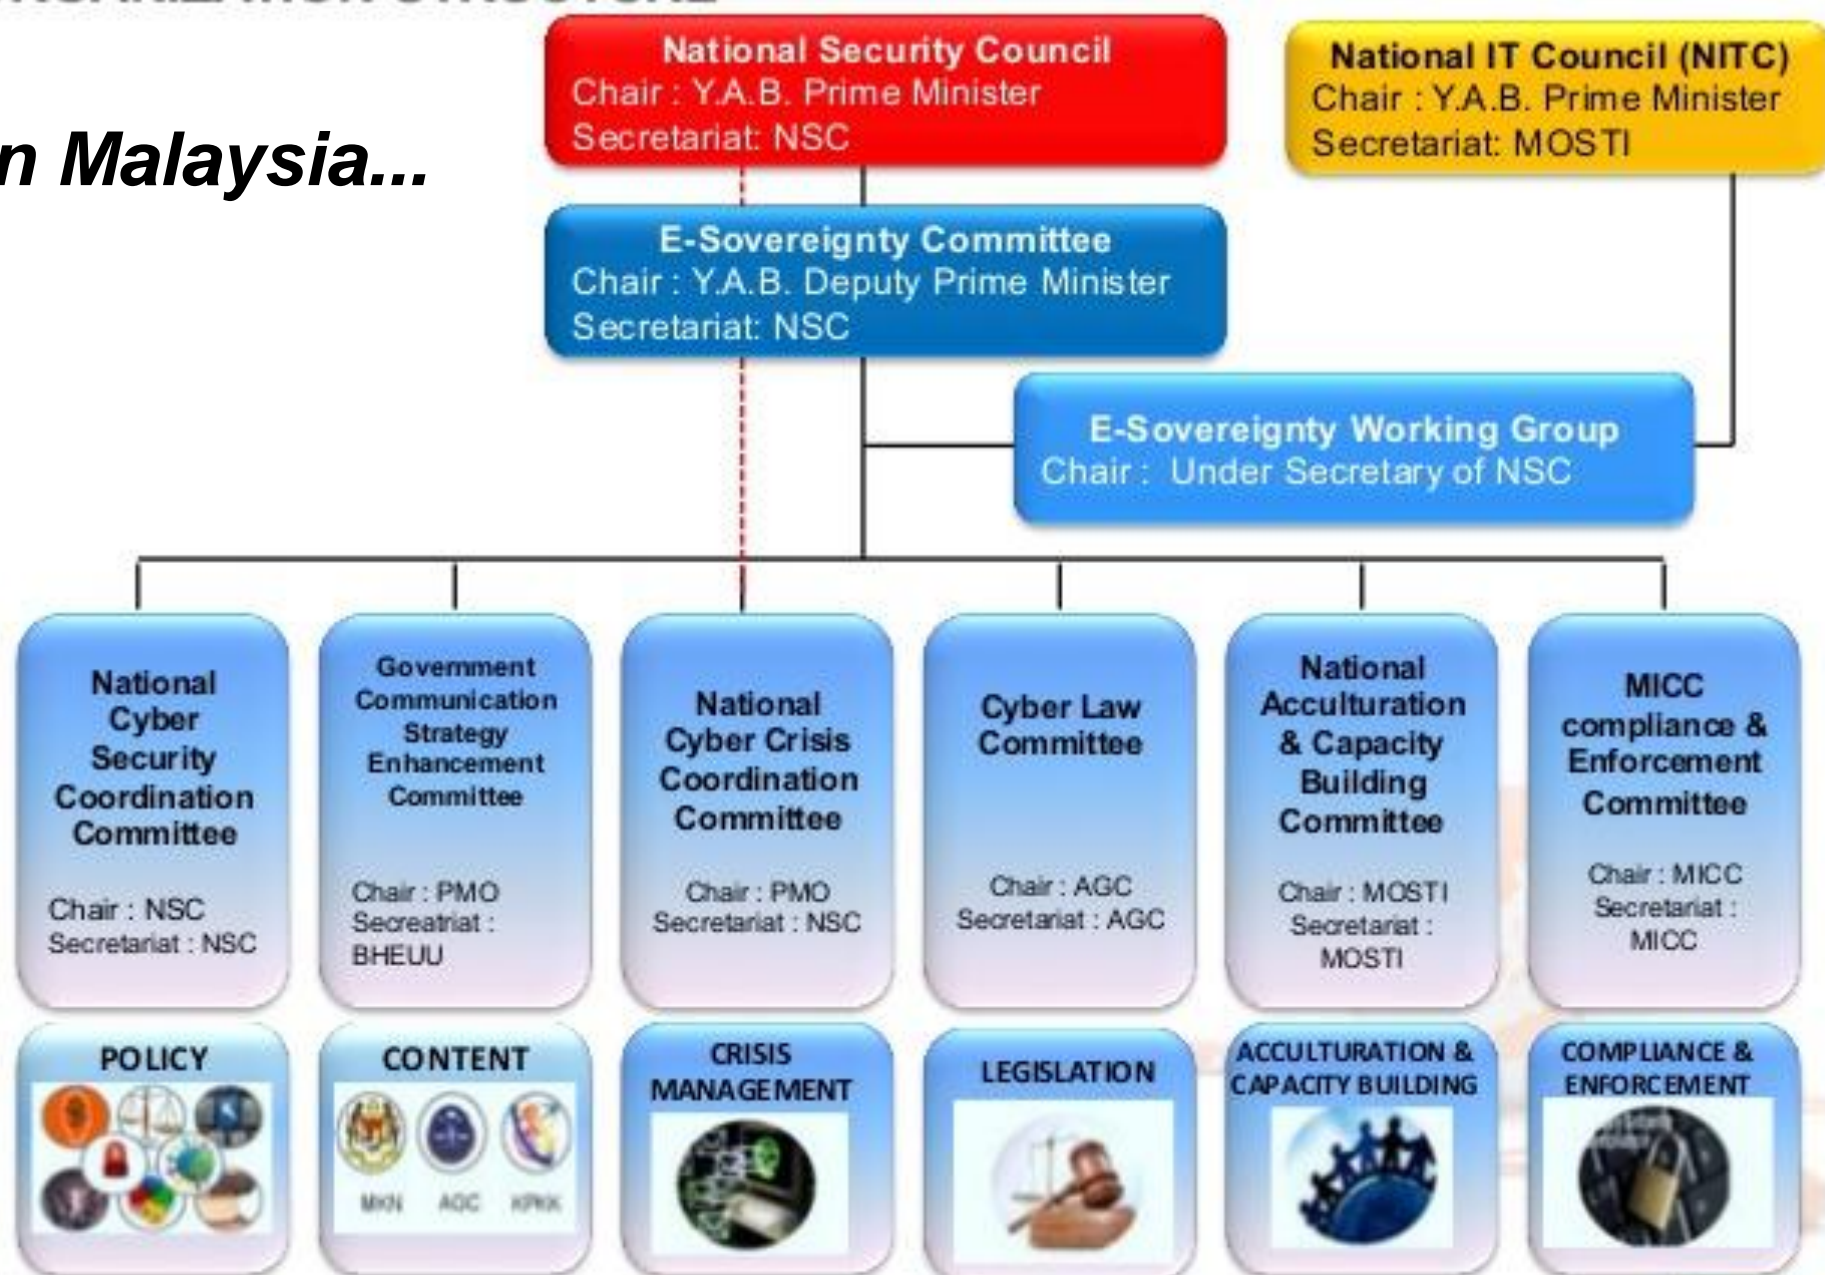 ORGANIZATION STRUCTURE
n Malaysia...
National Security Council
Chair : Y.A.B. Prime Minister
Secretariat: NSC
National IT Council (NITC)
Chair : Y.A.B. Prime Minister
Secretariat: MOSTI
E-Sovereignty Committee
Chair : Y.A.B. Deputy Prime Minister
Secretariat: NSC
E-Sovereignty Working Group
Chair : Under Secretary of NSC
National
Cyber
Security
Coordination
Committee
Chair : NSC
Secretariat : NSC
Government
Communication
Strategy
Enhancement
Committee
Chair : PMO
Secreatriat :
BHEUU
National
Cyber Crisis
Coordination
Committee
Chair : PMO
Secretariat : NSC
Cyber Law
Committee
Chair : AGC
Secretariat : AGC
National
Acculturation
& Capacity
Building
Committee
Chair : MOSTI
Secretariat :
MOSTI
MICC
compliance &
Enforcement
Committee
Chair : MICC
Secretariat :
MICC
POLICY
CONTENT
MKN AGC KPKK
CRISIS
MANAGEMENT
LEGISLATION
ACCULTURATION &
CAPACITY BUILDING
COMPLIANCE &
ENFORCEMENT